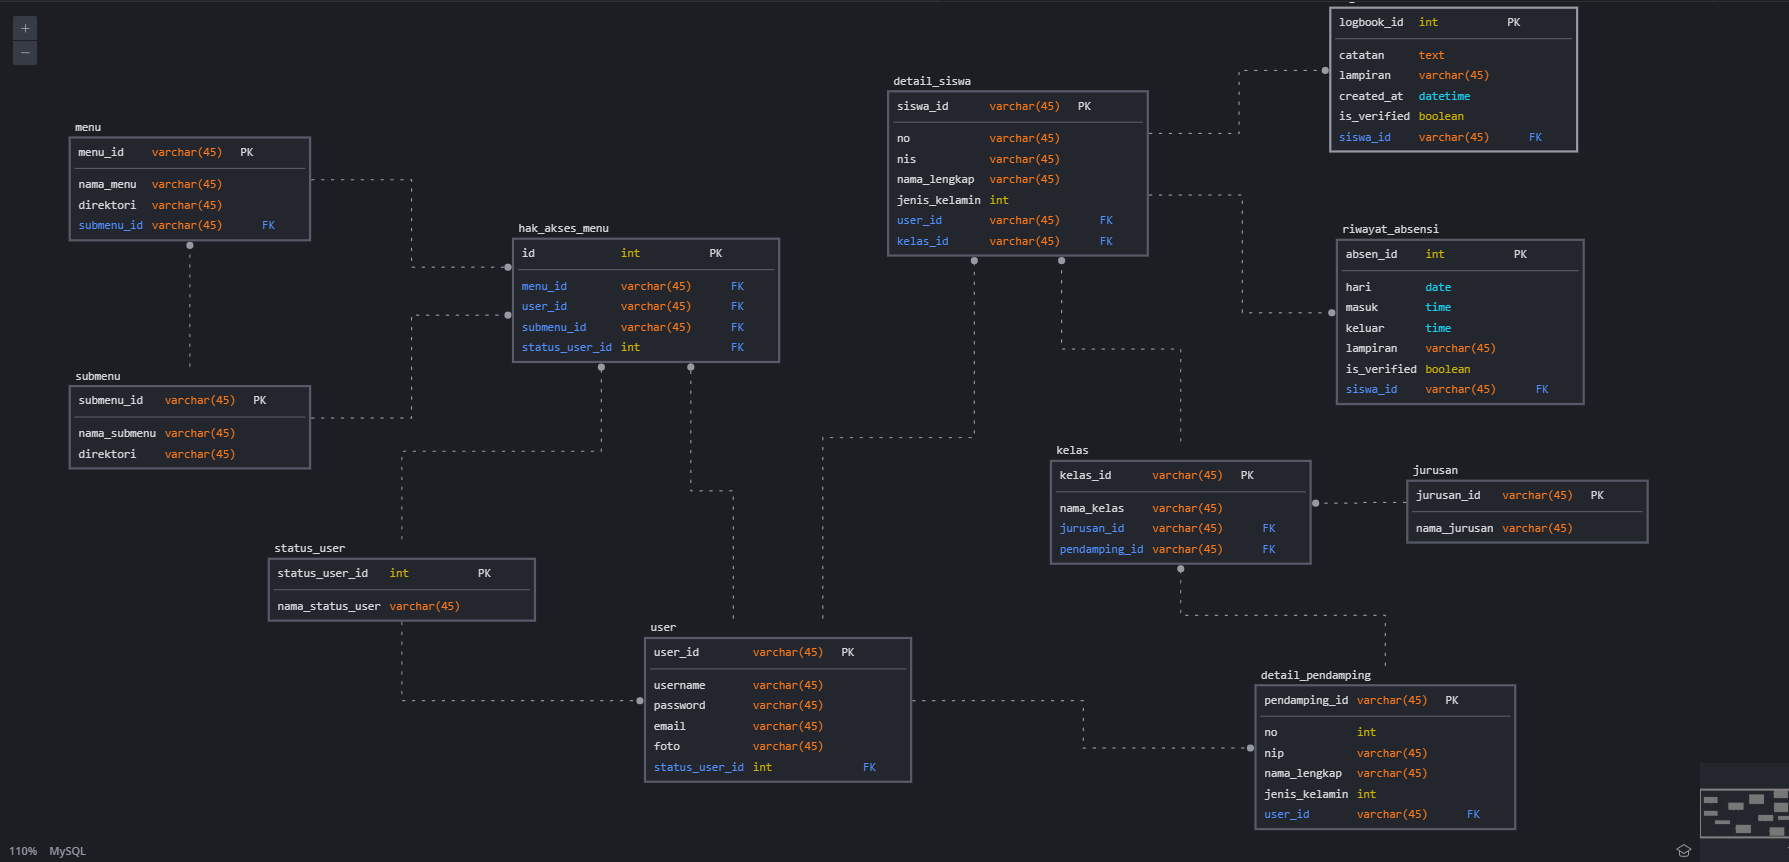 +
−
menu
menu_id varchar(45) PK
nama_menu varchar(45)
direktori varchar(45)
submenu_id varchar(45) FK
submenu
submenu_id varchar(45) PK
nama_submenu varchar(45)
direktori varchar(45)
hak_akses_menu
id int PK
menu_id varchar(45) FK
user_id varchar(45) FK
submenu_id varchar(45) FK
status_user_id int FK
status_user
status_user_id int PK
nama_status_user varchar(45)
user
user_id varchar(45) PK
username varchar(45)
password varchar(45)
email varchar(45)
foto varchar(45)
status_user_id int FK
detail_siswa
siswa_id varchar(45) PK
no varchar(45)
nis varchar(45)
nama_lengkap varchar(45)
jenis_kelamin int
user_id varchar(45) FK
kelas_id varchar(45) FK
logbook_id int PK
catatan text
lampiran varchar(45)
created_at datetime
is_verified boolean
siswa_id varchar(45) FK
riwayat_absensi
absen_id int PK
hari date
masuk time
keluar time
lampiran varchar(45)
is_verified boolean
siswa_id varchar(45) FK
kelas
kelas_id varchar(45) PK
nama_kelas varchar(45)
jurusan_id varchar(45) FK
pendamping_id varchar(45) FK
jurusan
jurusan_id varchar(45) PK
nama_jurusan varchar(45)
detail_pendamping
pendamping_id varchar(45) PK
no int
nip varchar(45)
nama_lengkap varchar(45)
jenis_kelamin int
user_id varchar(45) FK
110% MySQL